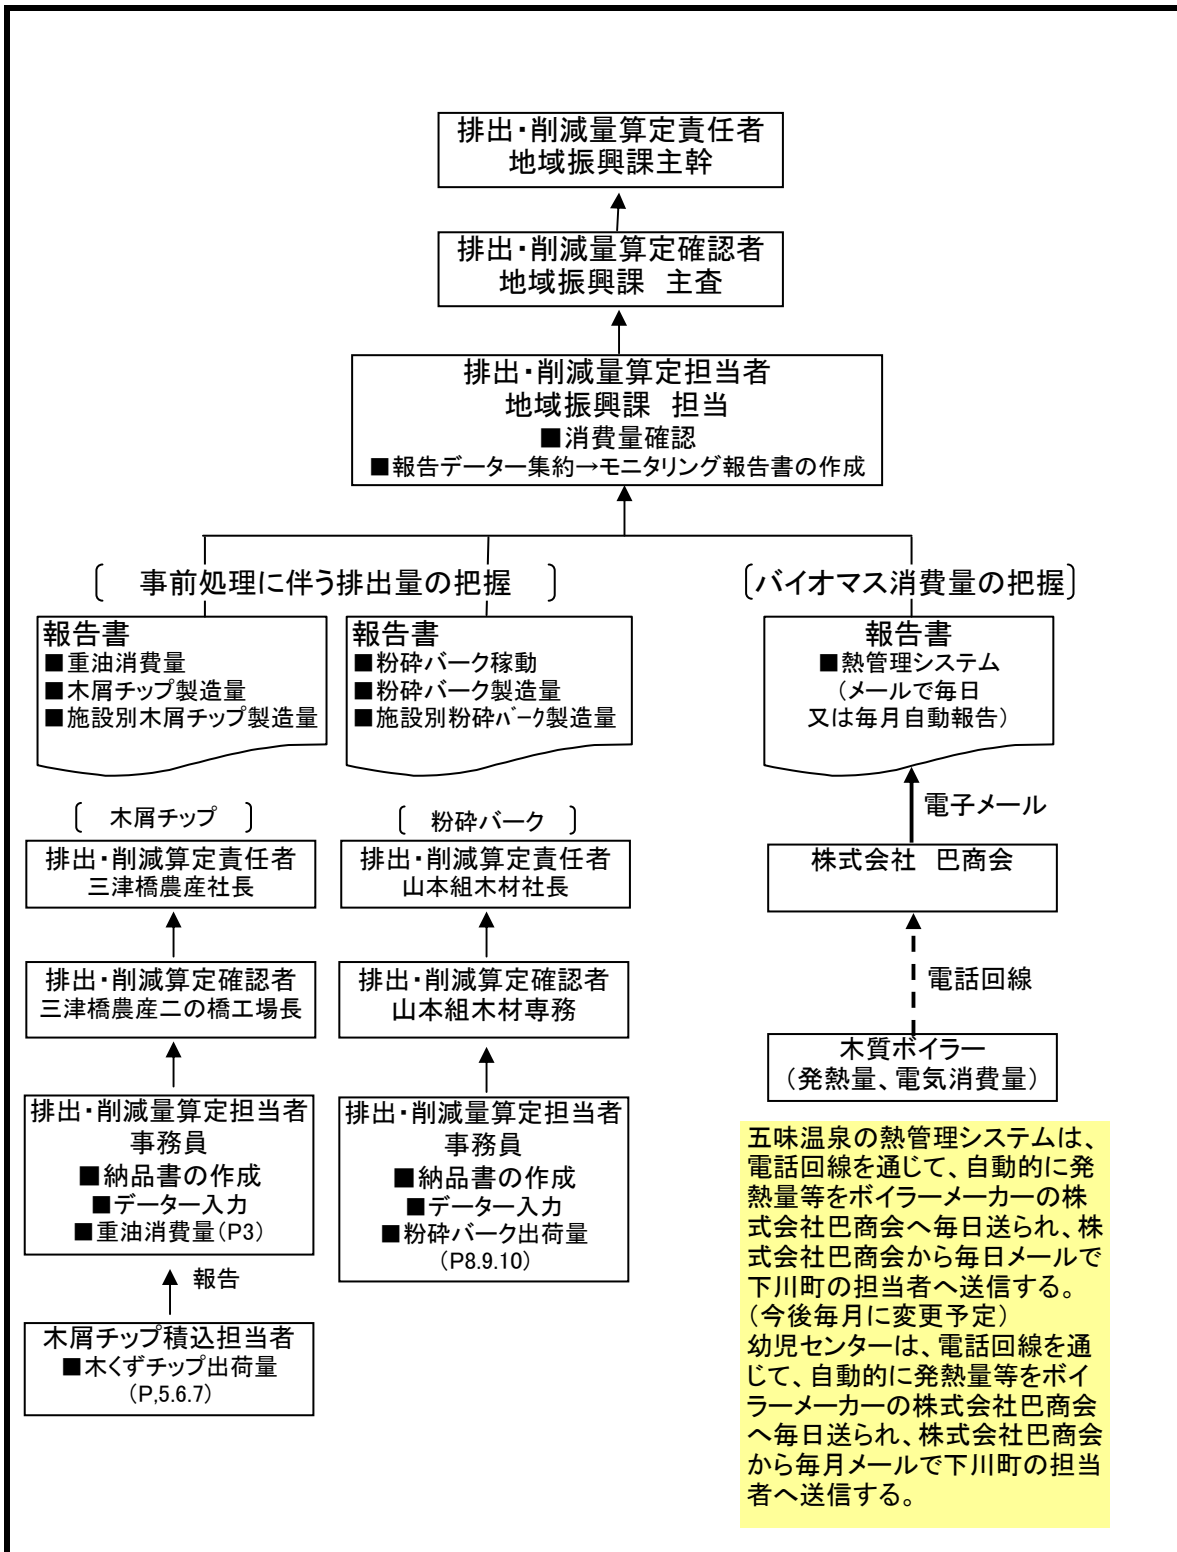 排出・削減量算定責任者
地域振興課主幹
排出・削減量算定確認者
地域振興課　主査
排出・削減量算定担当者
地域振興課　担当
■消費量確認
■報告データー集約→モニタリング報告書の作成
〔　事前処理に伴う排出量の把握　〕
〔バイオマス消費量の把握〕
報告書
■重油消費量
■木屑チップ製造量
■施設別木屑チップ製造量
報告書
■粉砕バーク稼動
■粉砕バーク製造量
■施設別粉砕ﾊﾞｰｸ製造量
報告書
■熱管理システム
（メールで毎日
又は毎月自動報告）
電子メール
〔　木屑チップ　〕
排出・削減算定責任者
三津橋農産社長
排出・削減算定確認者
三津橋農産二の橋工場長
排出・削減量算定担当者
事務員
■納品書の作成
■データー入力
■重油消費量(P3)
報告
木屑チップ積込担当者
■木くずチップ出荷量
(P,5.6.7)
〔　粉砕バーク　〕
排出・削減算定責任者
山本組木材社長
排出・削減算定確認者
山本組木材専務
排出・削減量算定担当者
事務員
■納品書の作成
■データー入力
■粉砕バーク出荷量
(P8.9.10)
株式会社　巴商会
電話回線
木質ボイラー
（発熱量、電気消費量）
五味温泉の熱管理システムは、
電話回線を通じて、自動的に発
熱量等をボイラーメーカーの株
式会社巴商会へ毎日送られ、株
式会社巴商会から毎日メールで
下川町の担当者へ送信する。
（今後毎月に変更予定）
幼児センターは、電話回線を通
じて、自動的に発熱量等をボイ
ラーメーカーの株式会社巴商会
へ毎日送られ、株式会社巴商会
から毎月メールで下川町の担当
者へ送信する。